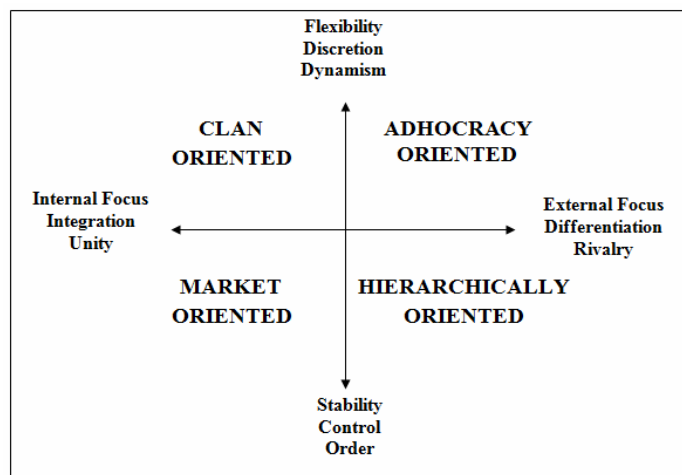 Flexibility
Discretion
Dynamism
CLAN
ORIENTED
ADHOCRACY
ORIENTED
Internal Focus
Integration
Unity
External Focus
Differentiation
Rivalry
MARKET
ORIENTED
HIERARCHICALLY
ORIENTED
Stability
Control
Order